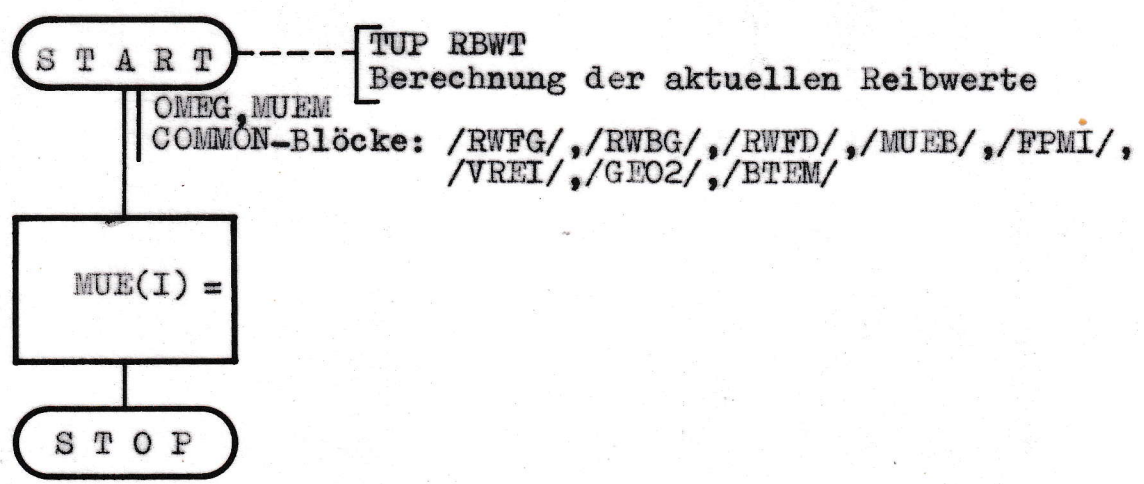 S T A R T
TUP RBWT
Berechnung der aktuellen Reibwerte
OMEG,MUEM
COMMON-Blöcke: /RWFG/,/RWBG/,/RWFD/,/MUEB/,/FPMI/,
/VREI/,/GEO2/,/BTEM/
MUE(I) =
S T O P